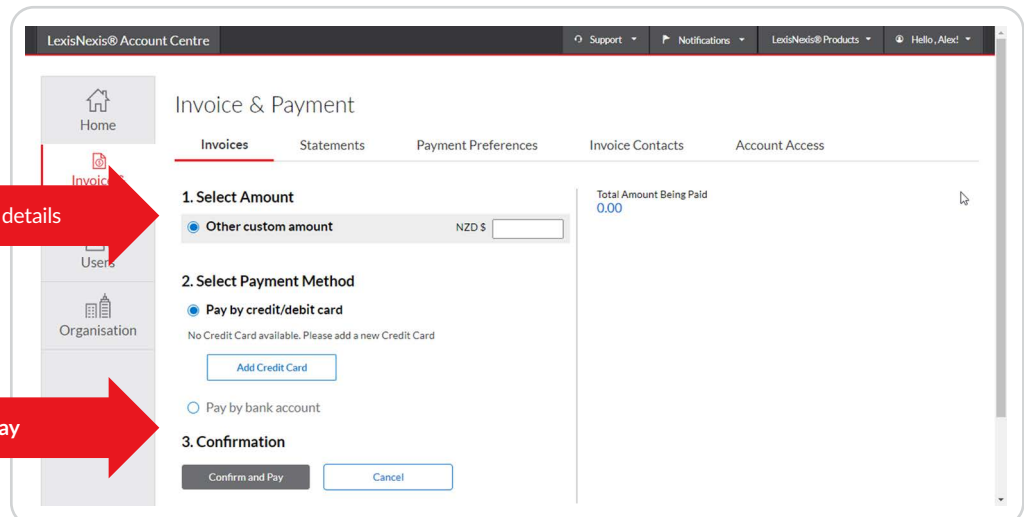 LexisNexis® Account Centre
Support
Notifications
LexisNexis® Products
Hello, Alex!
Home
Invoice & Payment
Invoices
Statements
Payment Preferences
Invoice Contacts
Account Access
details
1. Select Amount
Other custom amount
NZD $
Total Amount Being Paid
0.00
Users
2. Select Payment Method
Pay by credit/debit card
No Credit Card available. Please add a new Credit Card
Add Credit Card
Organisation
Pay by bank account
ay
3. Confirmation
Confirm and Pay
Cancel